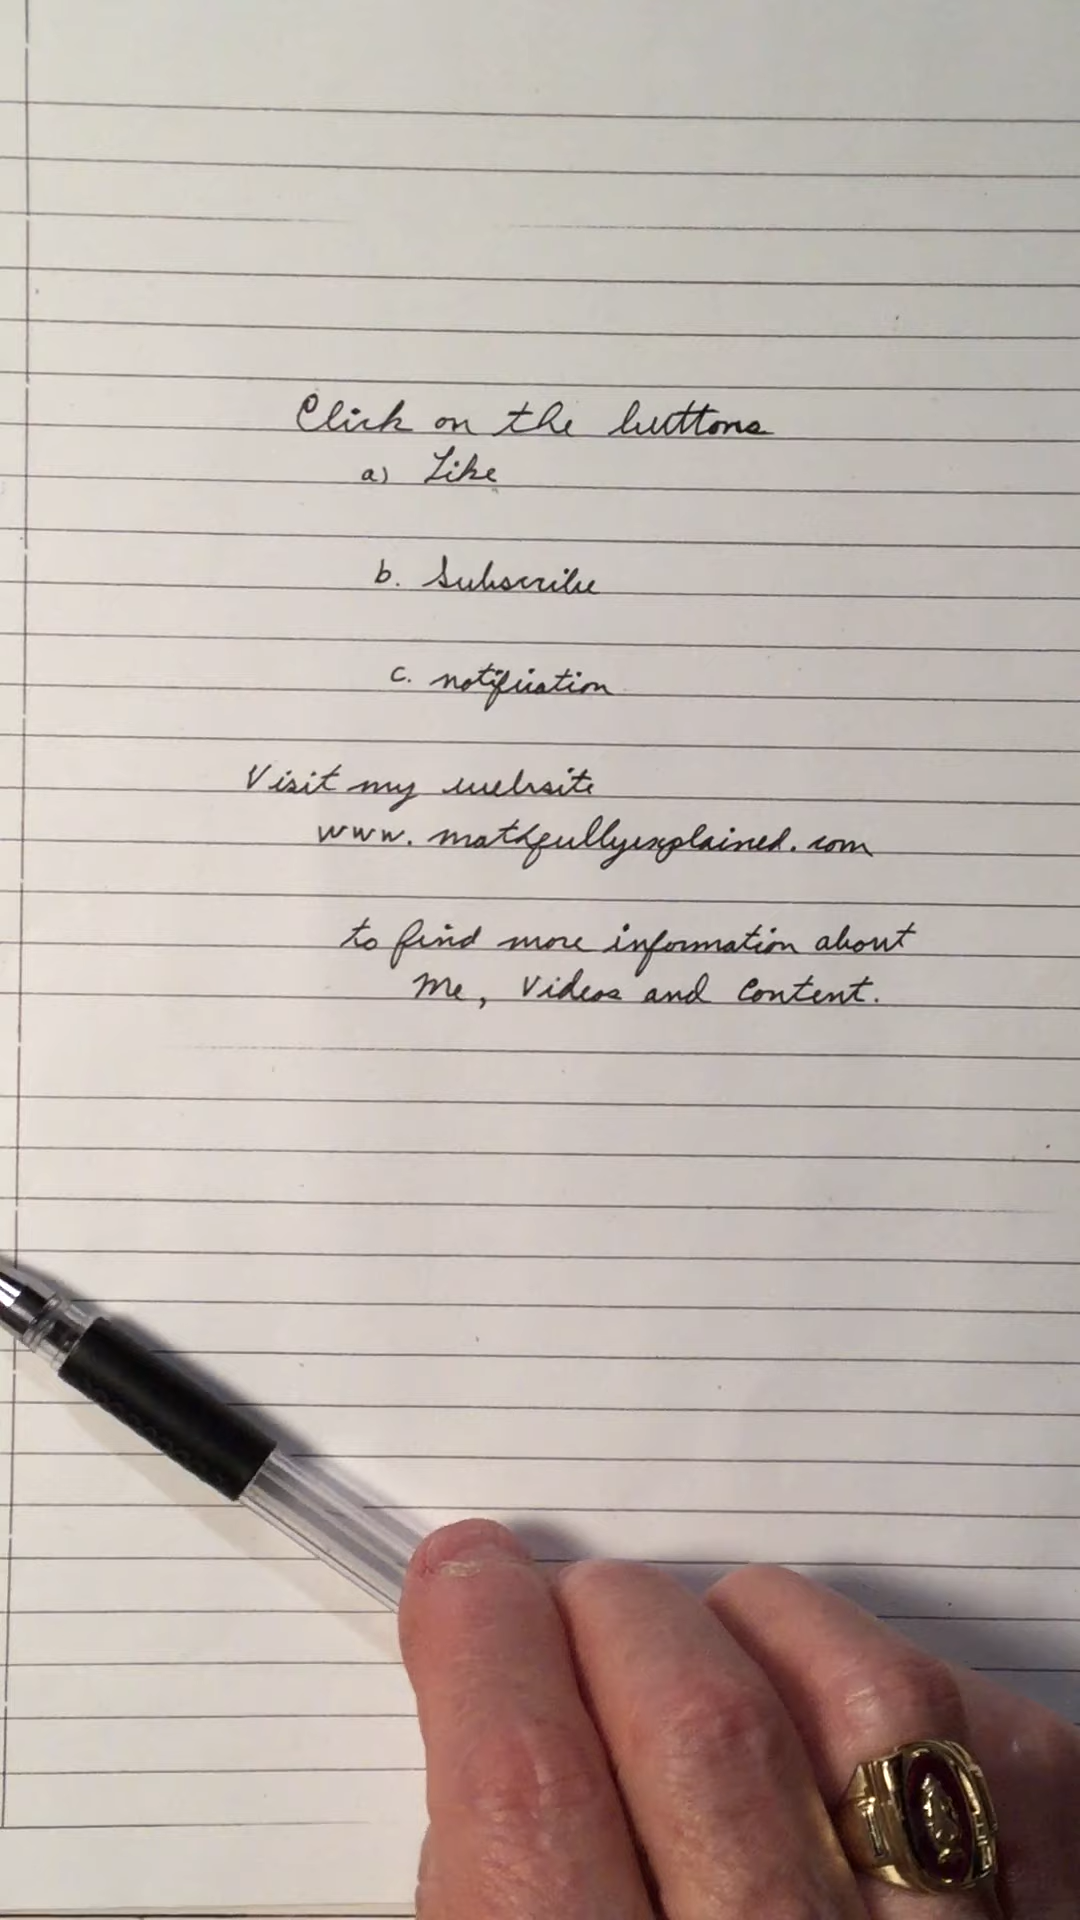 Click on the buttons
a) Like
b. Subscribe
c. notification
Visit my website
www.mathfullyexplained.com
to find more information about
Me, Videos and Content.